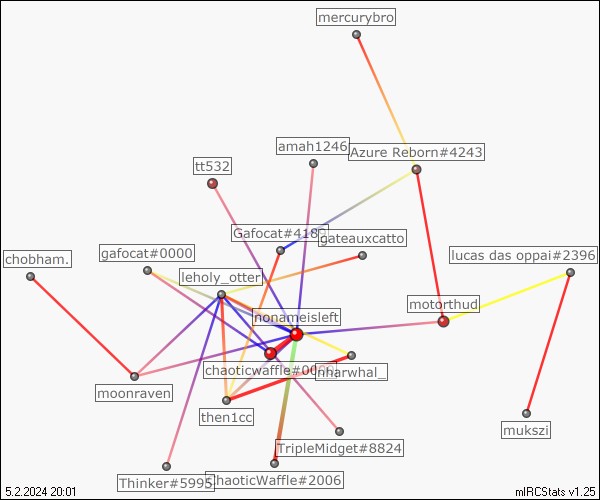 mercurybro
amah1246
Azure Reborn#4243
tt532
Gafocat#418
gateauxcatto
chobham.
gafocat#0000
lucas das oppai#2396
leholy_otter
motorthud
nonameisleft
chaoticwaffle#00
nharwhal_
moonraven
then1cc
mukszi
TripleMidget#8824
Thinker#5995
ChaoticWaffle#2006
5.2.2024 20:01
mIRCStats v1.25